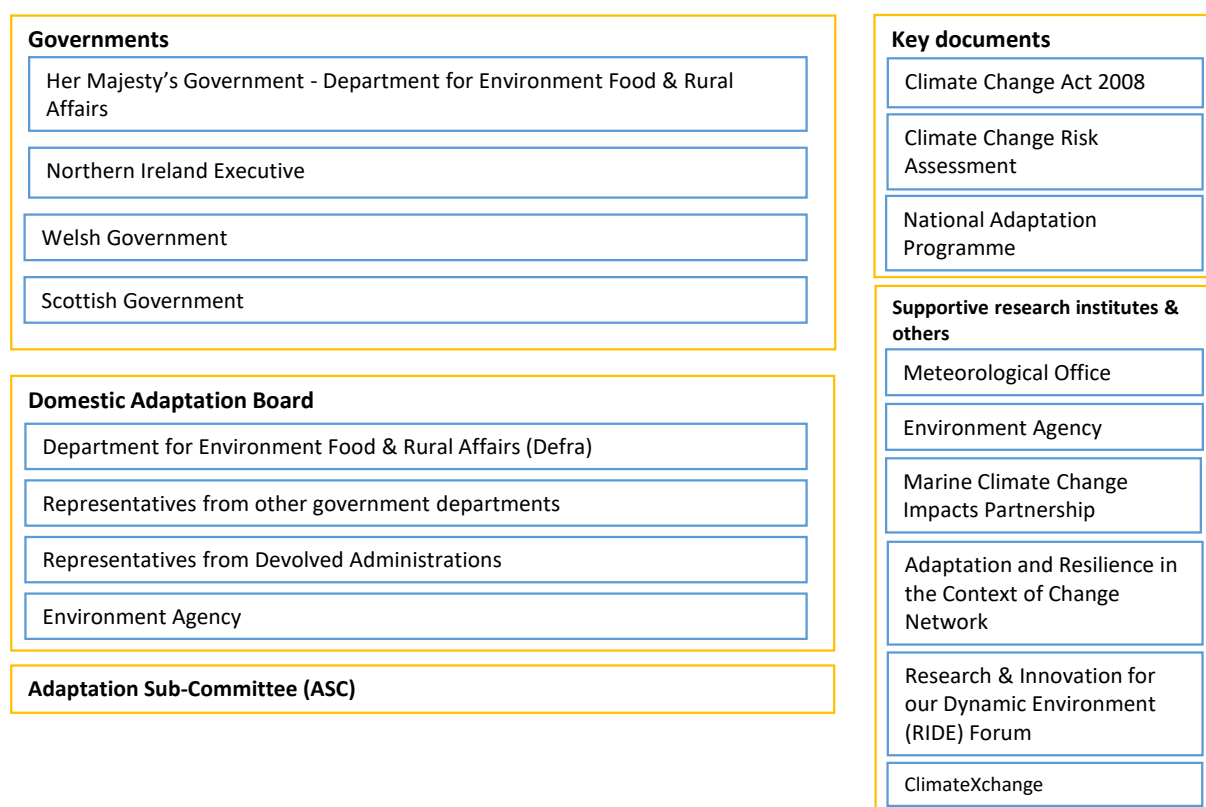 Governments
Her Majesty’s Government - Department for Environment Food & Rural
Affairs
Northern Ireland Executive
Welsh Government
Scottish Government
Domestic Adaptation Board
Department for Environment Food & Rural Affairs (Defra)
Representatives from other government departments
Representatives from Devolved Administrations
Environment Agency
Adaptation Sub-Committee (ASC)
Key documents
Climate Change Act 2008
Climate Change Risk
Assessment
National Adaptation
Programme
Supportive research institutes &
others
Meteorological Office
Environment Agency
Marine Climate Change
Impacts Partnership
Adaptation and Resilience in
the Context of Change
Network
Research & Innovation for
our Dynamic Environment
(RIDE) Forum
ClimateXchange